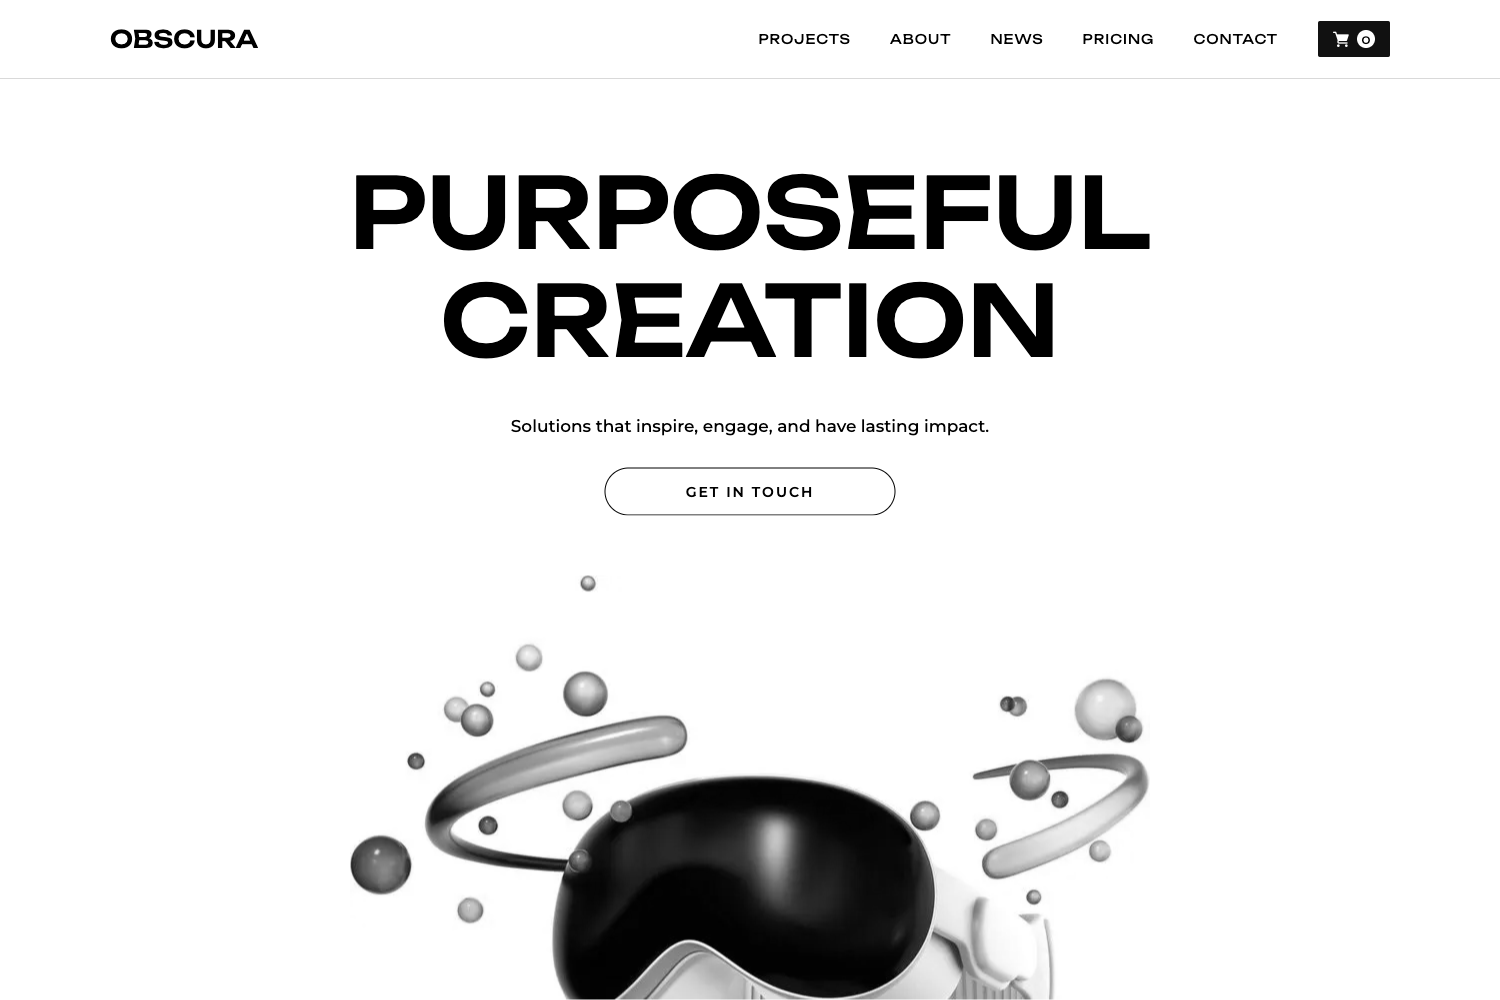 OBSCURA
PROJECTS ABOUT NEWS PRICING CONTACT 0
PURPOSEFUL
CREATION
Solutions that inspire, engage, and have lasting impact.
GET IN TOUCH